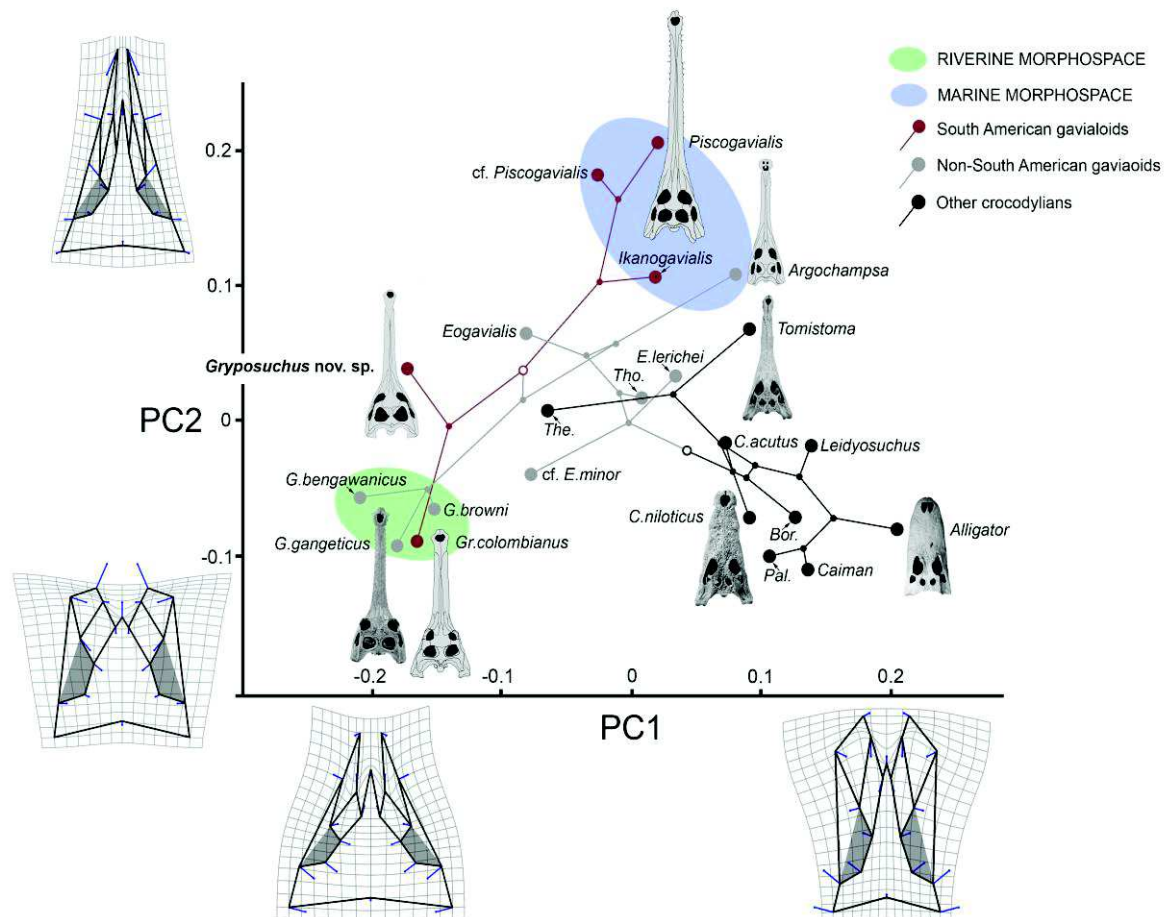 RIVERINE MORPHOSPACE
MARINE MORPHOSPACE
South American gavialoids
Non-South American gaviaoids
Other crocodylians
0.2
0.1
0
-0.1
PC2
Piscogavialis
cf. Piscogavialis
Ikanogavialis
Argochampsa
Eogavialis
Tomistoma
E.lerichei
Gryposuchus nov. sp.
Tho.
The.
C.acutus
Leidyosuchus
cf. E.minor
G.bengawanicus
G.browni
C.niloticus
Bor.
Alligator
G.gangeticus
Gr.colombianus
Pal.
Caiman
-0.2
-0.1
0
0.1
0.2
PC1